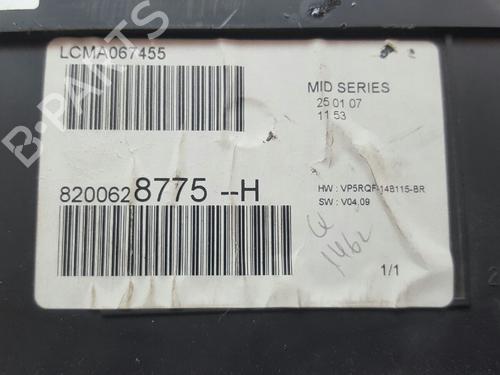 LCMA067455
MID SERIES
25 01 07
11 53
8200628775 --H
HW : VP5RQF-14B115-BR
SW : V04,09
1/1
B-PARTS